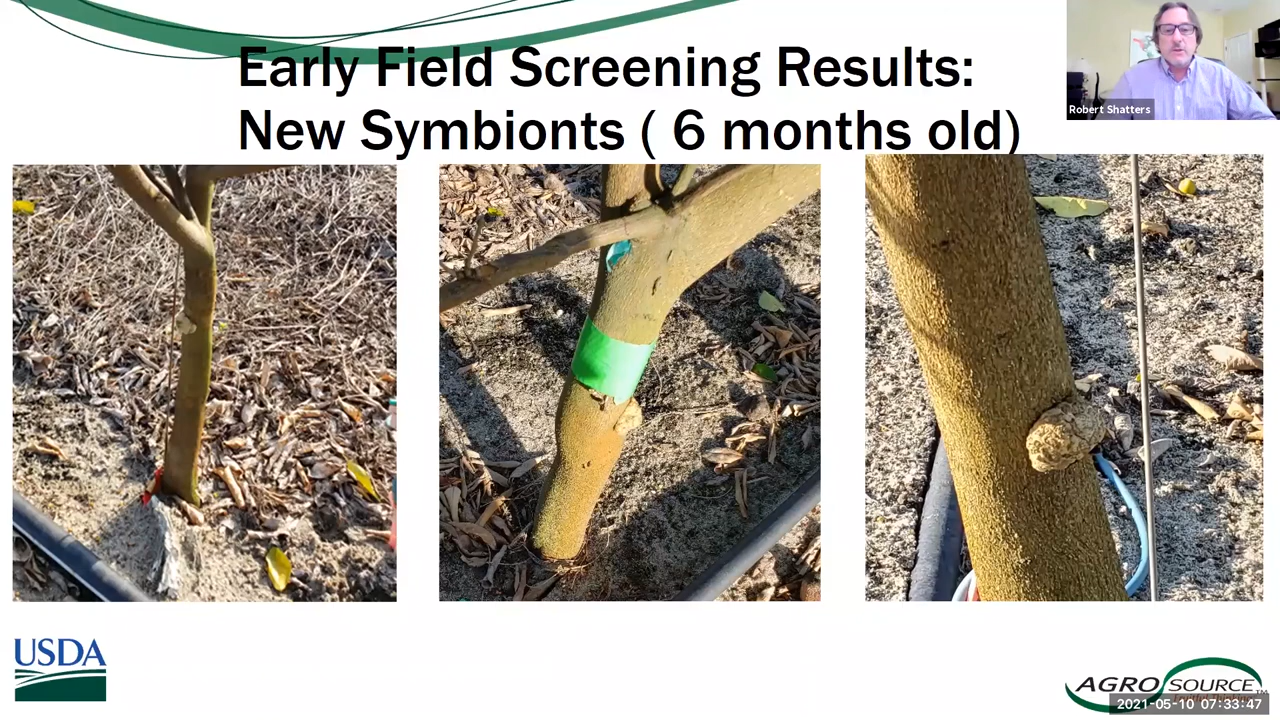 Early Field Screening Results:
New Symbionts ( 6 months old)
Robert Shatters
USDA
AGRO SOURCE
TM
2021-05-10 07:33:47